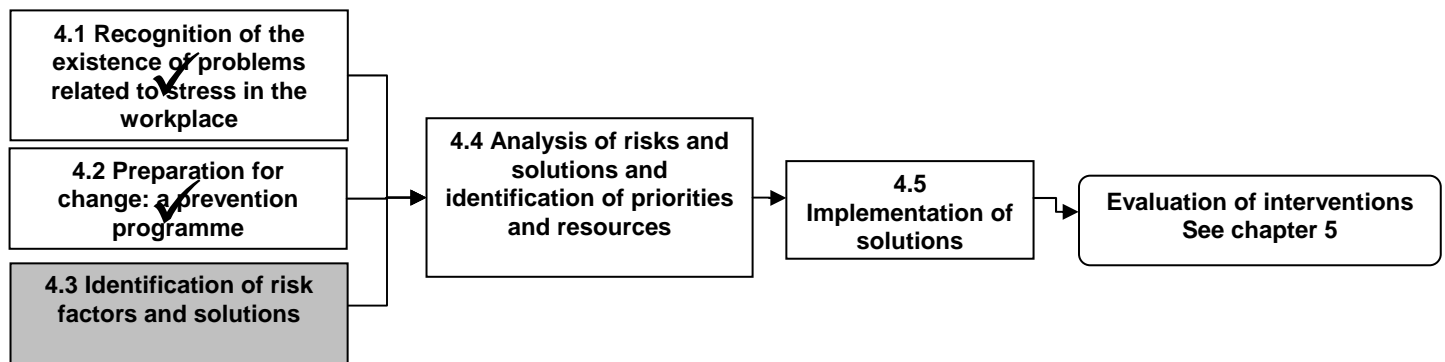 4.1 Recognition of the
existence of problems
related to stress in the
workplace
4.2 Preparation for
change: a prevention
programme
4.3 Identification of risk
factors and solutions
4.4 Analysis of risks and
solutions and
identification of priorities
and resources
4.5
Implementation of
solutions
Evaluation of interventions
See chapter 5